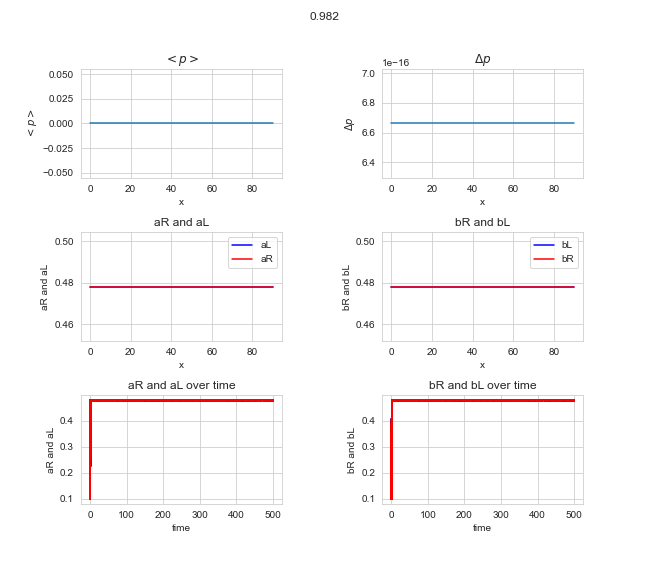 0.982
< p >
0.050
0.025
0.000
−0.025
−0.050
< p >
0 20 40 60 80
x
Δp
1e−16
7.0
6.8
6.6
6.4
Δp
0 20 40 60 80
x
aR and aL
0.50
0.48
0.46
aR and aL
aL
aR
0 20 40 60 80
x
bR and bL
0.50
0.48
0.46
bR and bL
bL
bR
0 20 40 60 80
x
aR and aL over time
0.4
0.3
0.2
0.1
aR and aL
0 100 200 300 400 500
time
bR and bL over time
0.4
0.3
0.2
0.1
bR and bL
0 100 200 300 400 500
time